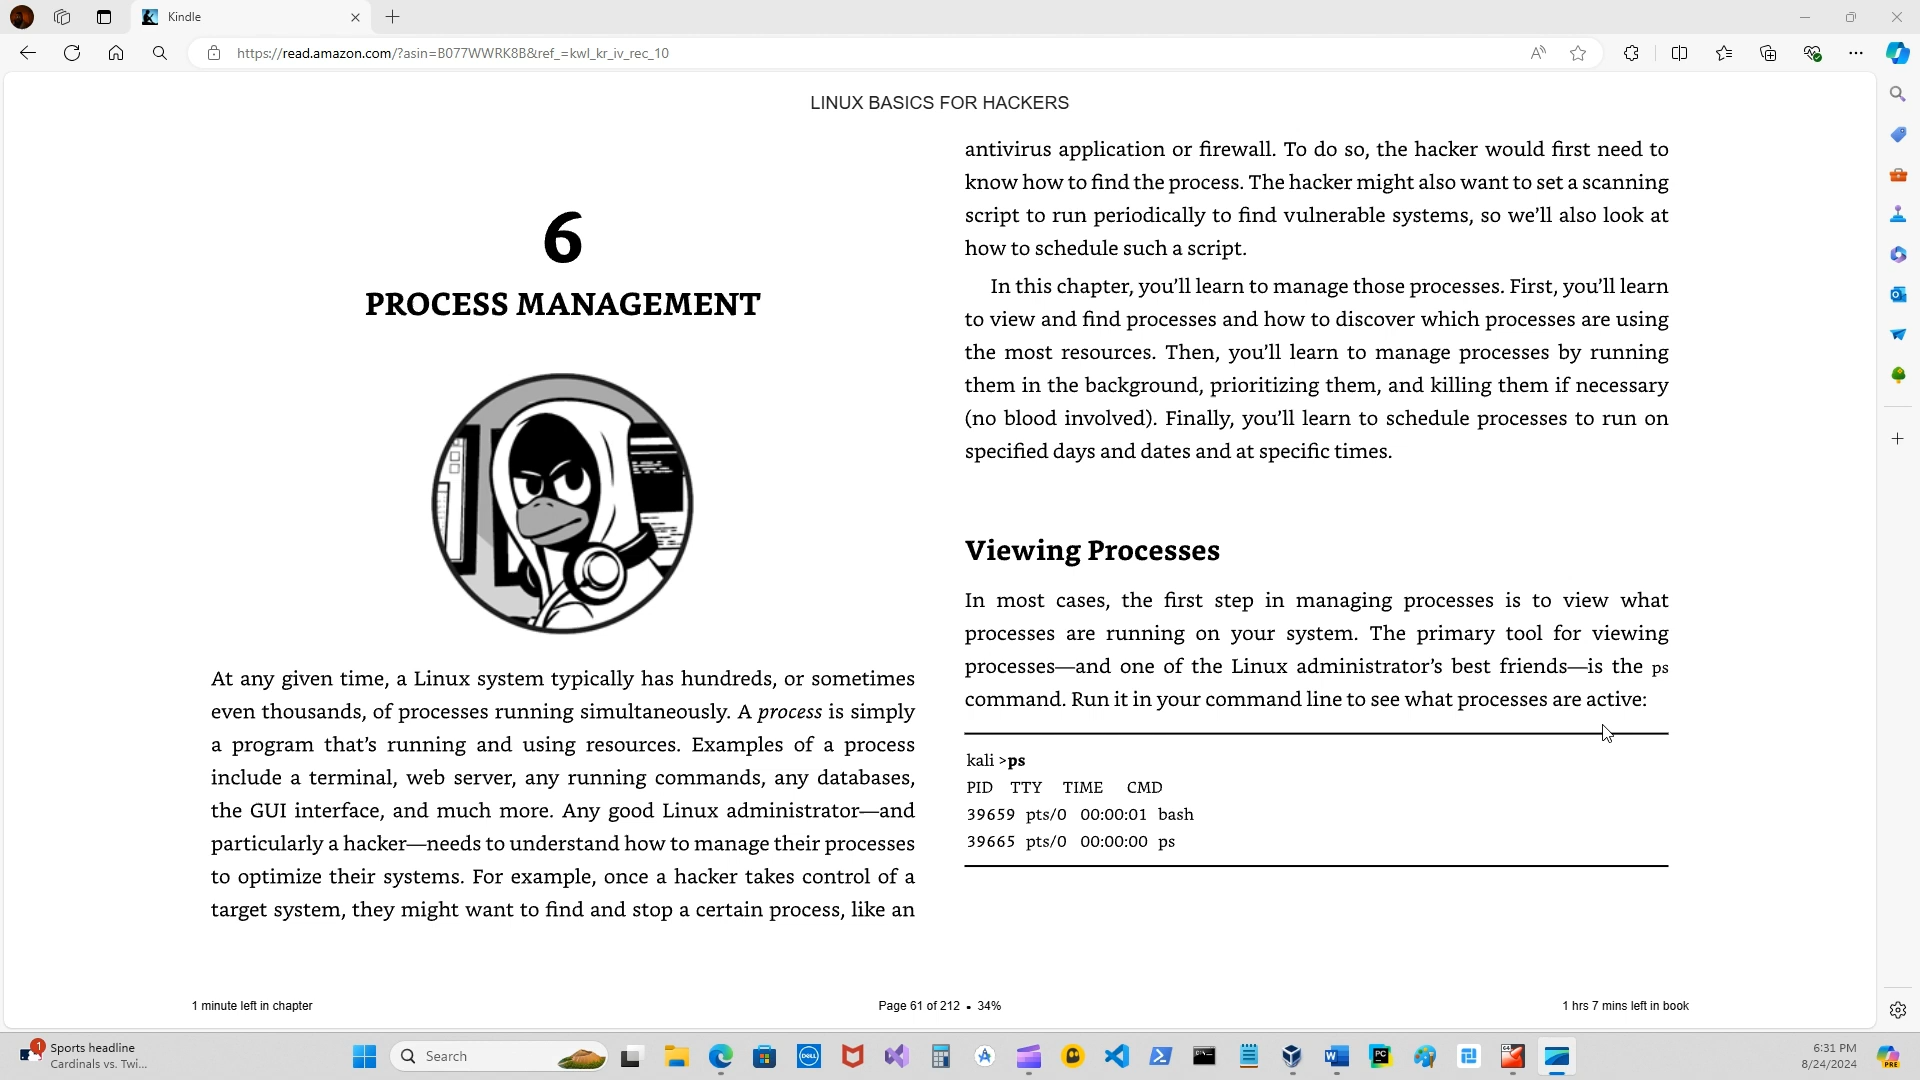 Kindle
https://read.amazon.com/?asin=B077WWRK8B&ref_=kwl_kr_iv_rec_10
LINUX BASICS FOR HACKERS
6
PROCESS MANAGEMENT
At any given time, a Linux system typically has hundreds, or sometimes
even thousands, of processes running simultaneously. A process is simply
a program that’s running and using resources. Examples of a process
include a terminal, web server, any running commands, any databases,
the GUI interface, and much more. Any good Linux administrator—and
particularly a hacker—needs to understand how to manage their processes
to optimize their systems. For example, once a hacker takes control of a
target system, they might want to find and stop a certain process, like an
antivirus application or firewall. To do so, the hacker would first need to
know how to find the process. The hacker might also want to set a scanning
script to run periodically to find vulnerable systems, so we’ll also look at
how to schedule such a script.
In this chapter, you’ll learn to manage those processes. First, you’ll learn
to view and find processes and how to discover which processes are using
the most resources. Then, you’ll learn to manage processes by running
them in the background, prioritizing them, and killing them if necessary
(no blood involved). Finally, you’ll learn to schedule processes to run on
specified days and dates and at specific times.
Viewing Processes
In most cases, the first step in managing processes is to view what
processes are running on your system. The primary tool for viewing
processes—and one of the Linux administrator’s best friends—is the ps
command. Run it in your command line to see what processes are active:
kali >ps
PID TTY TIME CMD
39659 pts/0 00:00:01 bash
39665 pts/0 00:00:00 ps
1 minute left in chapter
Page 61 of 212 • 34%
1 hrs 7 mins left in book
1
Sports headline
Cardinals vs. Twi...
Search
DELL
PC
6:31 PM
8/24/2024
PRE